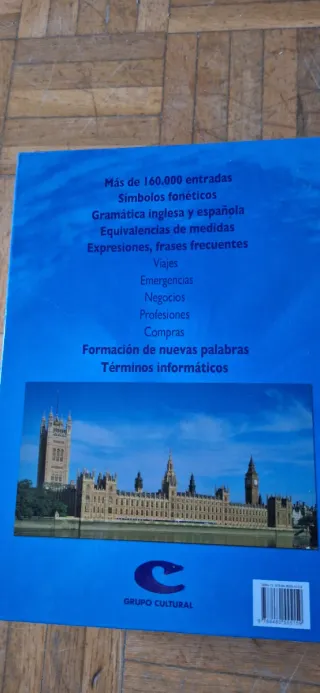 Más de 160.000 entradas
Símbolos fonéticos
Gramática inglesa y española
Equivalencias de medidas
Expresiones, frases frecuentes
Viajes
Emergencias
Negocios
Profesiones
Compras
Formación de nuevas palabras
Términos informáticos
GRUPO CULTURAL